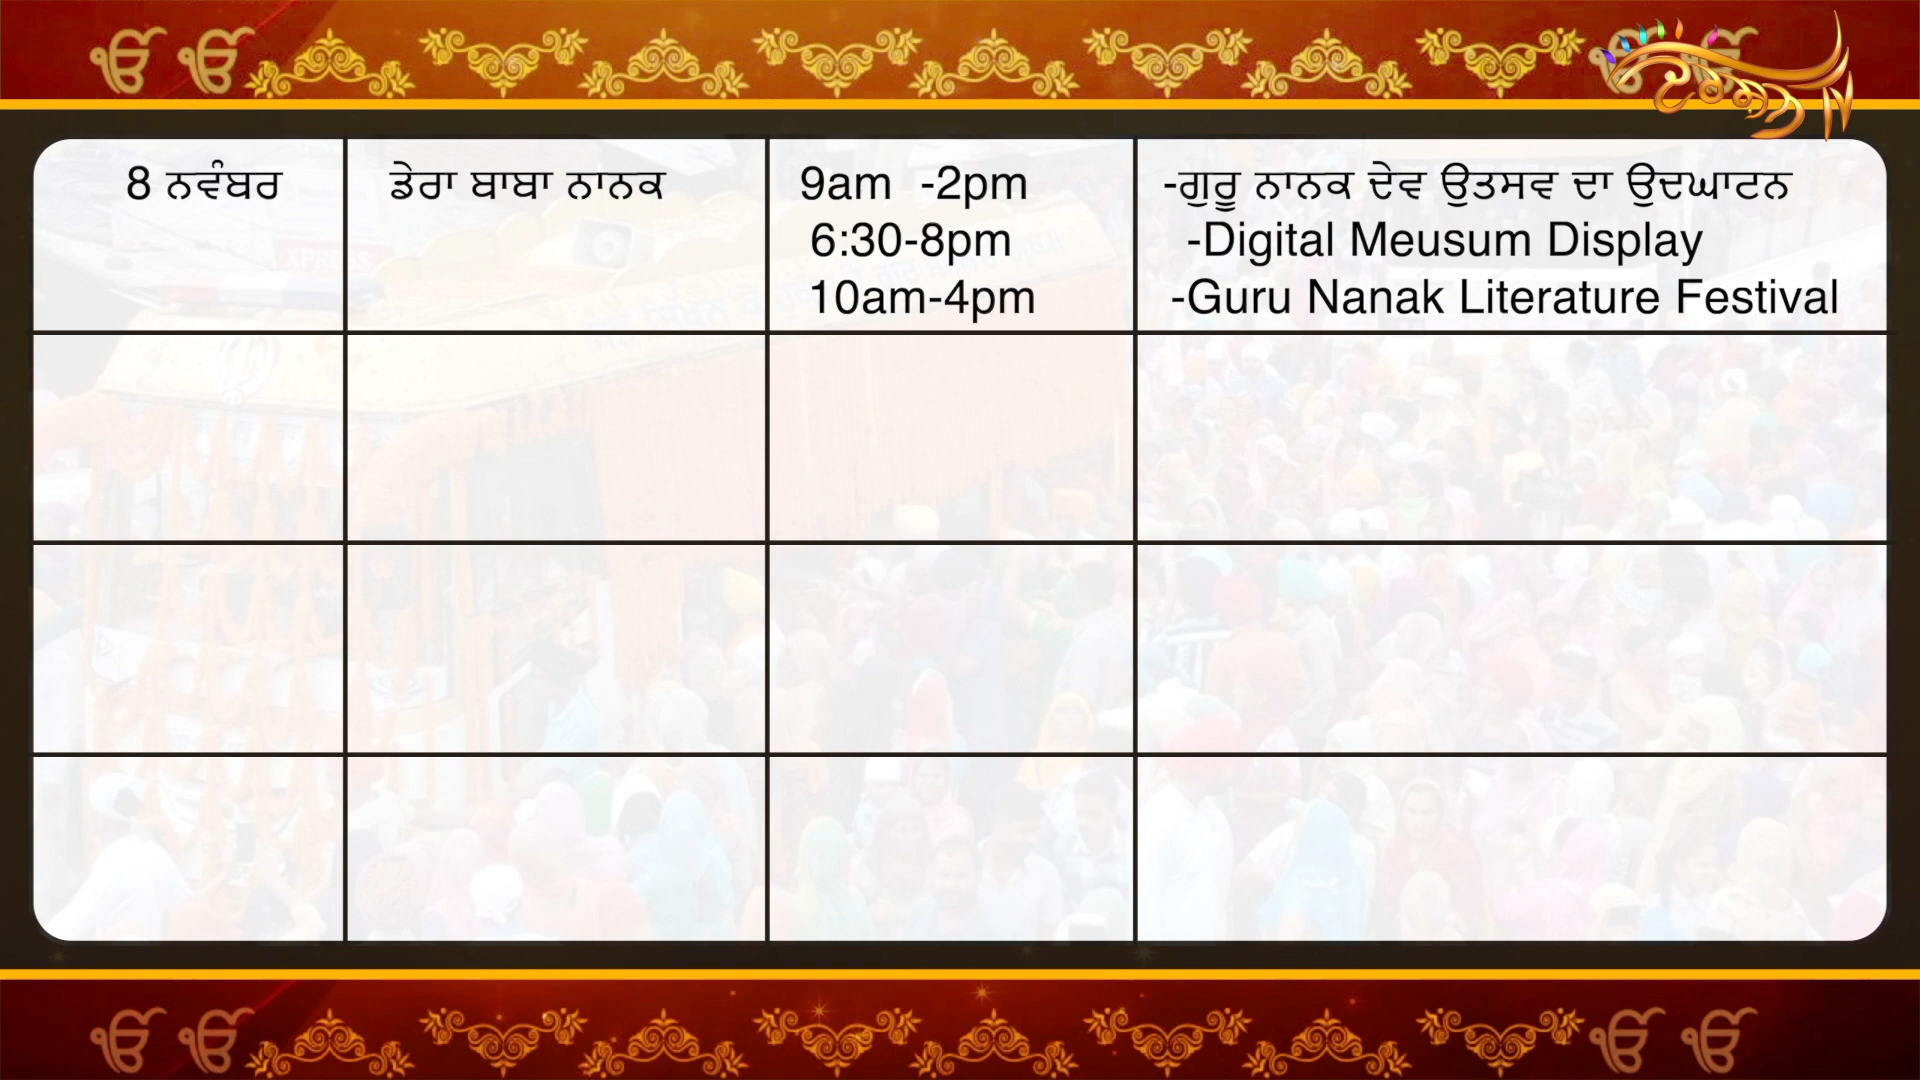 8 ਨਵੰਬਰ
ਡੇਰਾ ਬਾਬਾ ਨਾਨਕ
9am -2pm
6:30-8pm
10am-4pm
-ਗੁਰੂ ਨਾਨਕ ਦੇਵ ਉਤਸਵ ਦਾ ਉਦਘਾਟਨ
-Digital Meusum Display
-Guru Nanak Literature Festival
XPRESS